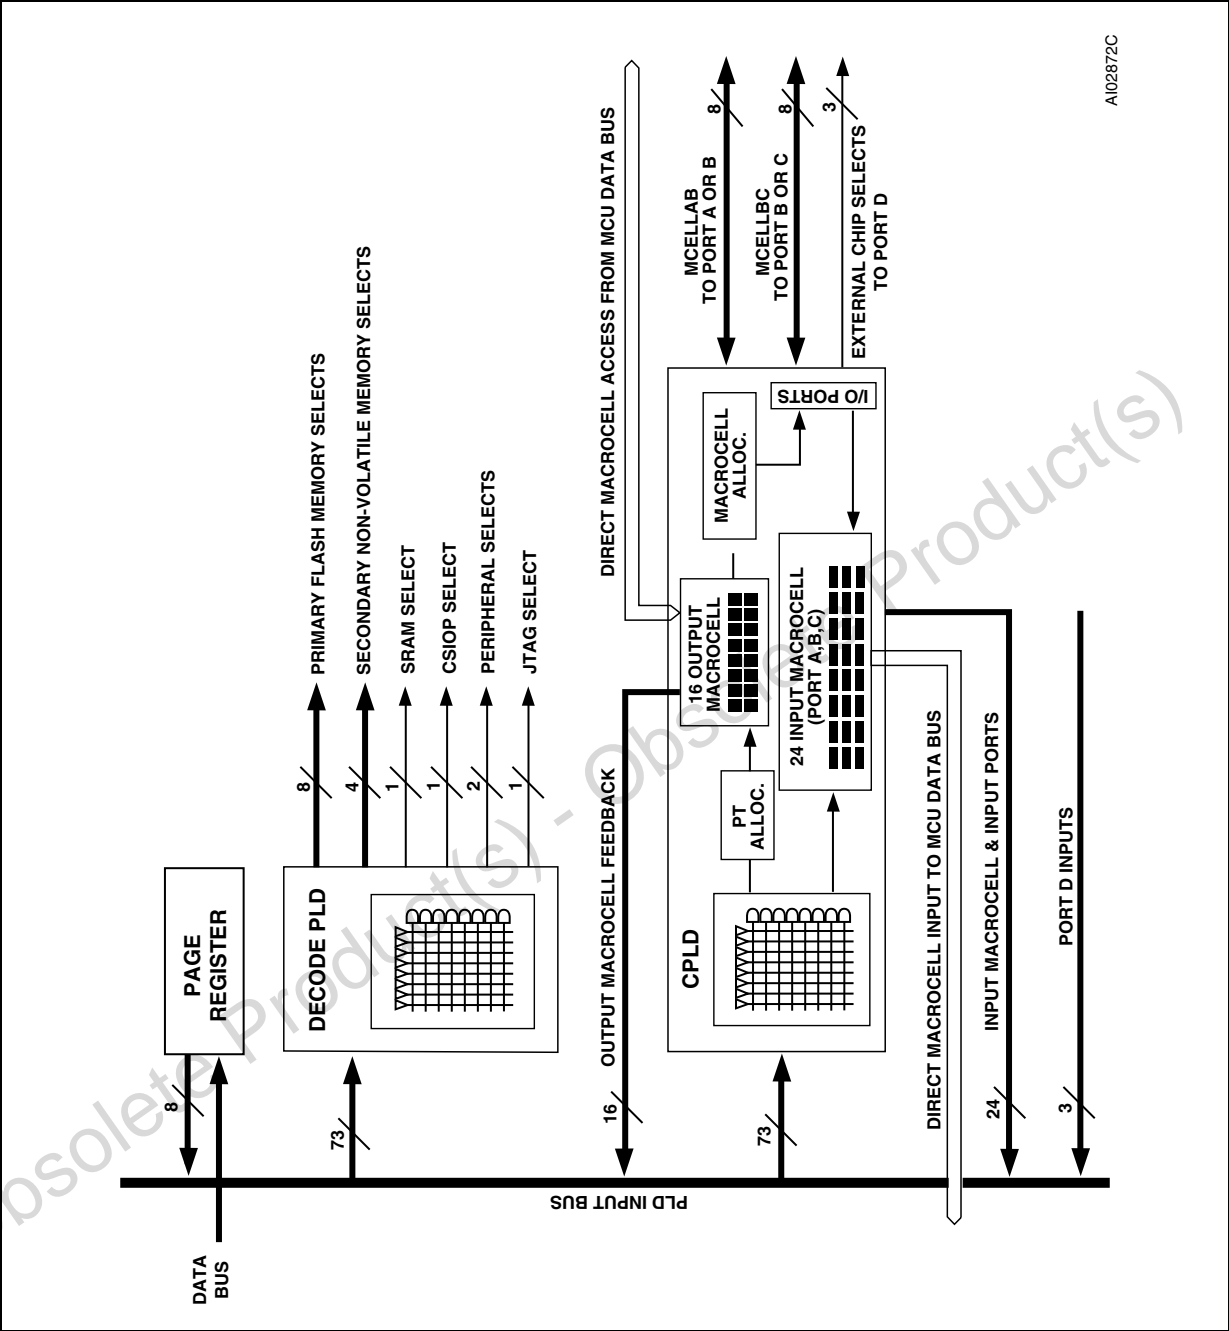 DATA
BUS
8
PAGE
REGISTER
73
DECODE PLD
8
PRIMARY FLASH MEMORY SELECTS
4
SECONDARY NON-VOLATILE MEMORY SELECTS
1
SRAM SELECT
1
CSIOP SELECT
2
PERIPHERAL SELECTS
1
JTAG SELECT
PLD INPUT BUS
16
OUTPUT MACROCELL FEEDBACK
DIRECT MACROCELL ACCESS FROM MCU DATA BUS
73
CPLD
PT
ALLOC.
16 OUTPUT
MACROCELL
MACROCELL
ALLOC.
I/O PORTS
24 INPUT MACROCELL
(PORT A,B,C)
MCELLAB
TO PORT A OR B
8
MCELLBC
TO PORT B OR C
8
EXTERNAL CHIP SELECTS
TO PORT D
3
DIRECT MACROCELL INPUT TO MCU DATA BUS
24
INPUT MACROCELL & INPUT PORTS
3
PORT D INPUTS
AI02872C
bsolete Product(s) - Obsolete Product(s)